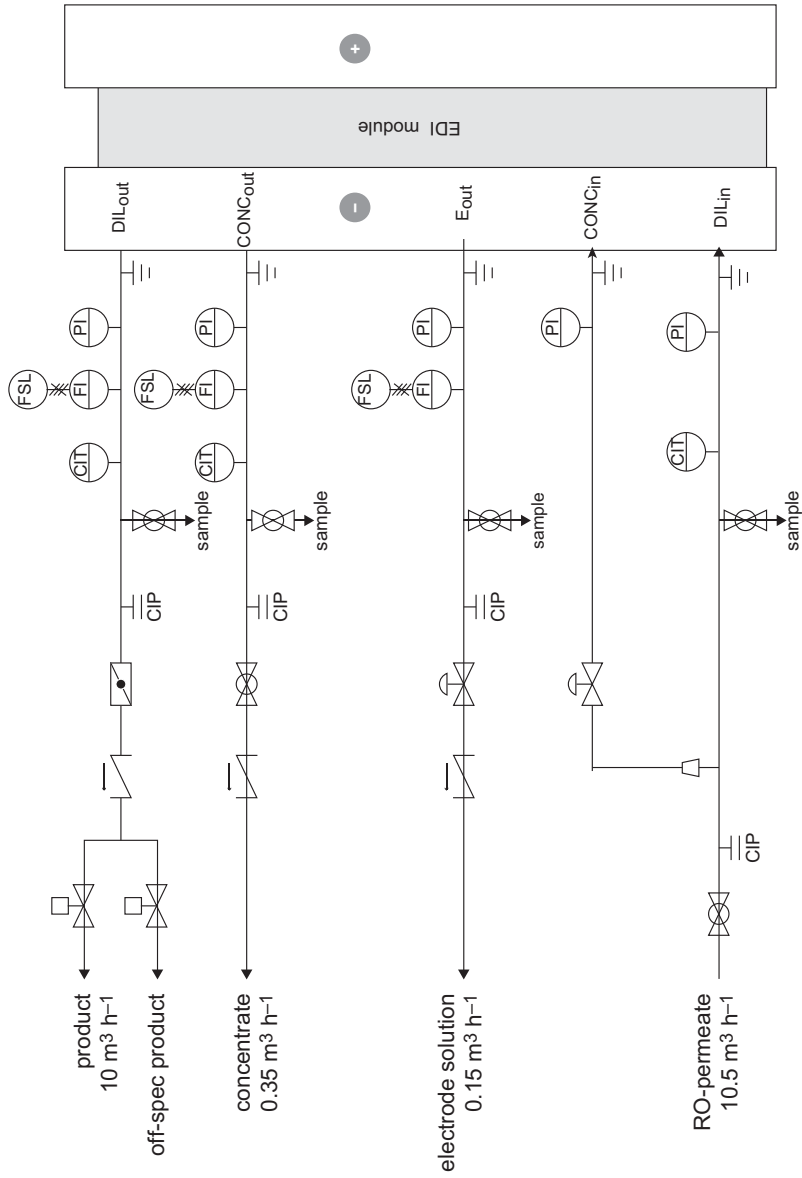 DILout
PI
FI
FSL
CIT
sample
CIP
product
10 m³ h–1
off-spec product
CONCout
PI
FI
FSL
CIT
sample
CIP
concentrate
0.35 m³ h–1
–
+
EDI module
Eout
PI
FI
FSL
sample
CIP
electrode solution
0.15 m³ h–1
CONCin
PI
DILin
PI
CIT
sample
CIP
RO-permeate
10.5 m³ h–1